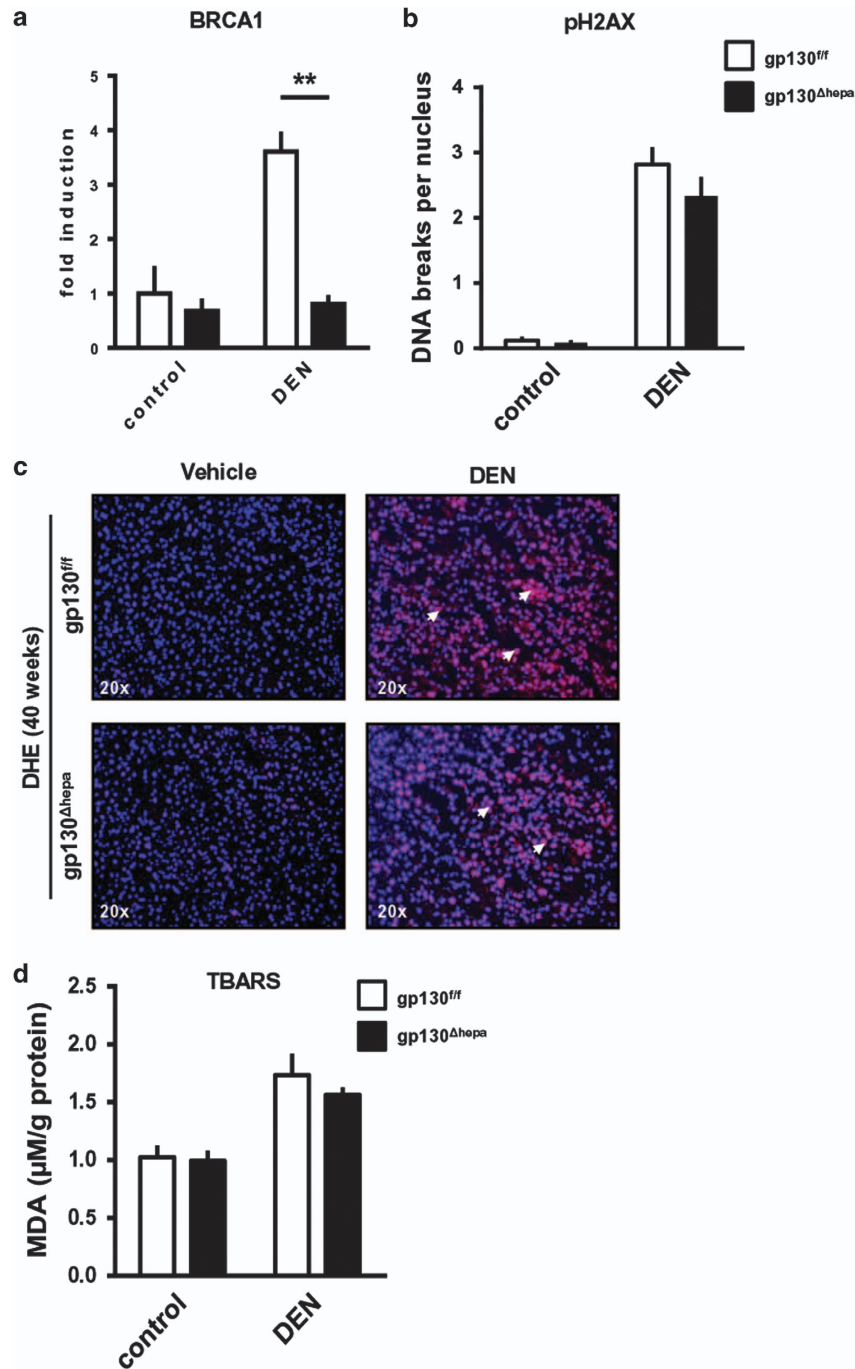 a
BRCA1
fold induction
5
4
3
2
1
0
**
control
DEN
b
pH2AX
gp130f/f
gp130Δhepa
DNA breaks per nucleus
4
3
2
1
0
control
DEN
c
Vehicle
DEN
DHE (40 weeks)
gp130f/f
20x
20x
gp130Δhepa
20x
20x
d
TBARS
gp130f/f
gp130Δhepa
MDA (µM/g protein)
2.5
2.0
1.5
1.0
0.5
0.0
control
DEN